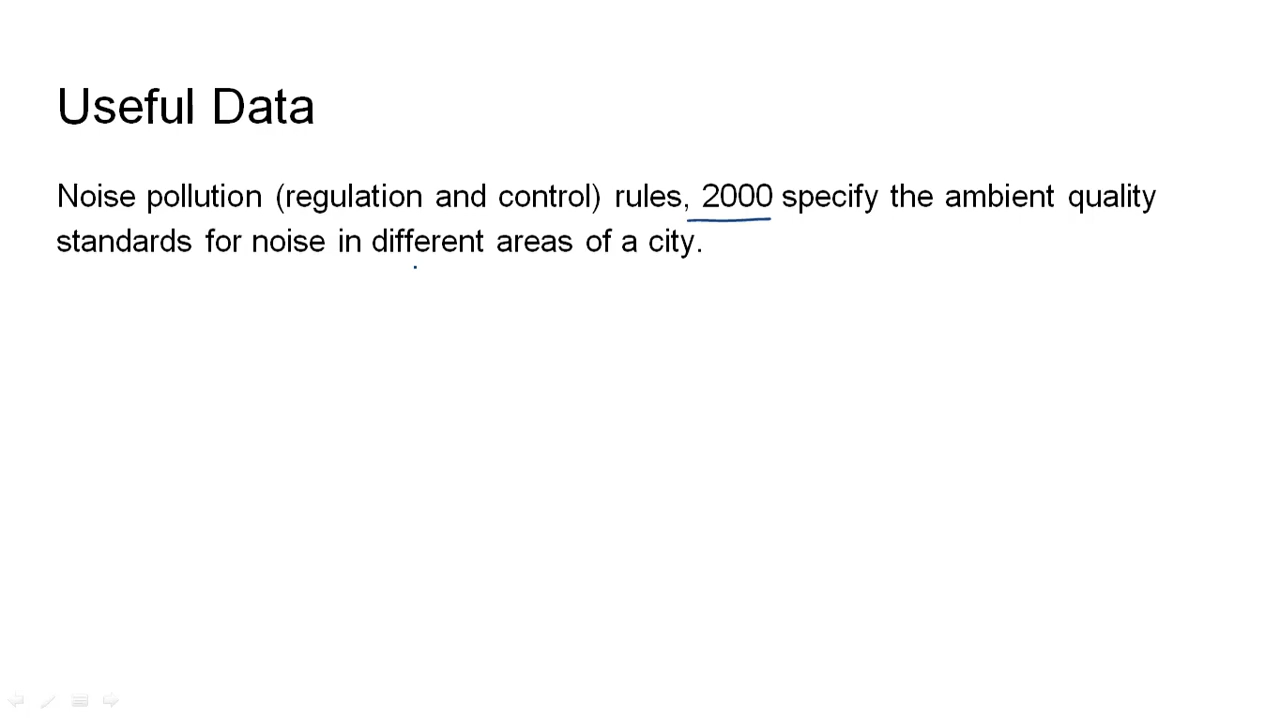 Useful Data
Noise pollution (regulation and control) rules, 2000 specify the ambient quality
standards for noise in different areas of a city.